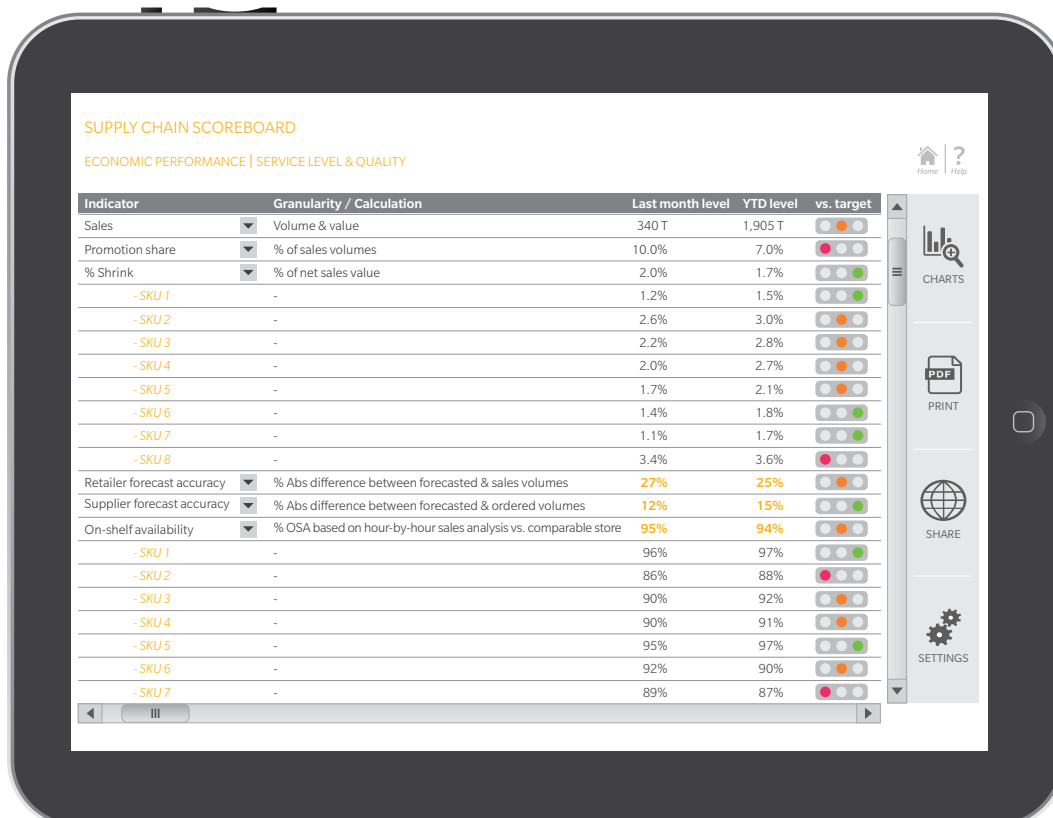 SUPPLY CHAIN SCOREBOARD
ECONOMIC PERFORMANCE | SERVICE LEVEL & QUALITY
Home Help
Indicator Granularity / Calculation Last month level YTD level vs. target
Sales Volume & value 340 T 1,905 T
Promotion share % of sales volumes 10.0% 7.0%
% Shrink % of net sales value 2.0% 1.7%
- SKU 1 - 1.2% 1.5%
- SKU 2 - 2.6% 3.0%
- SKU 3 - 2.2% 2.8%
- SKU 4 - 2.0% 2.7%
- SKU 5 - 1.7% 2.1%
- SKU 6 - 1.4% 1.8%
- SKU 7 - 1.1% 1.7%
- SKU 8 - 3.4% 3.6%
Retailer forecast accuracy % Abs difference between forecasted & sales volumes 27% 25%
Supplier forecast accuracy % Abs difference between forecasted & ordered volumes 12% 15%
On-shelf availability % OSA based on hour-by-hour sales analysis vs. comparable store 95% 94%
- SKU 1 - 96% 97%
- SKU 2 - 86% 88%
- SKU 3 - 90% 92%
- SKU 4 - 90% 91%
- SKU 5 - 95% 97%
- SKU 6 - 92% 90%
- SKU 7 - 89% 87%
CHARTS
PDF
PRINT
SHARE
SETTINGS